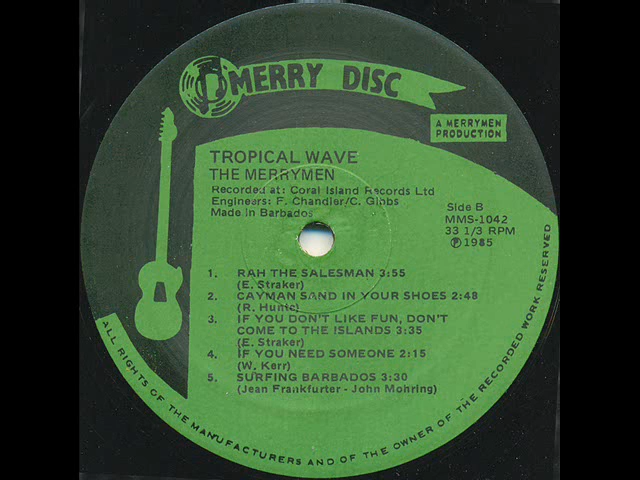 MERRY DISC
A MERRYMEN
PRODUCTION
TROPICAL WAVE
THE MERRYMEN
Recorded at: Coral Island Records Ltd
Engineers: F. Chandler/C. Gibbs
Made in Barbados
Side B
MMS-1042
33 1/3 RPM
℗1985
1. RAH THE SALESMAN 3:55
(E. Straker)
2. CAYMAN SAND IN YOUR SHOES 2:48
(R. Hume)
3. IF YOU DON'T LIKE FUN, DON'T
COME TO THE ISLANDS 3:35
(E. Straker)
4. IF YOU NEED SOMEONE 2:15
(W. Kerr)
5. SURFING BARBADOS 3:30
(Jean Frankfurter - John Mohring)
ALL RIGHTS OF THE MANUFACTURERS AND OF THE OWNER OF THE RECORDED WORK RESERVED